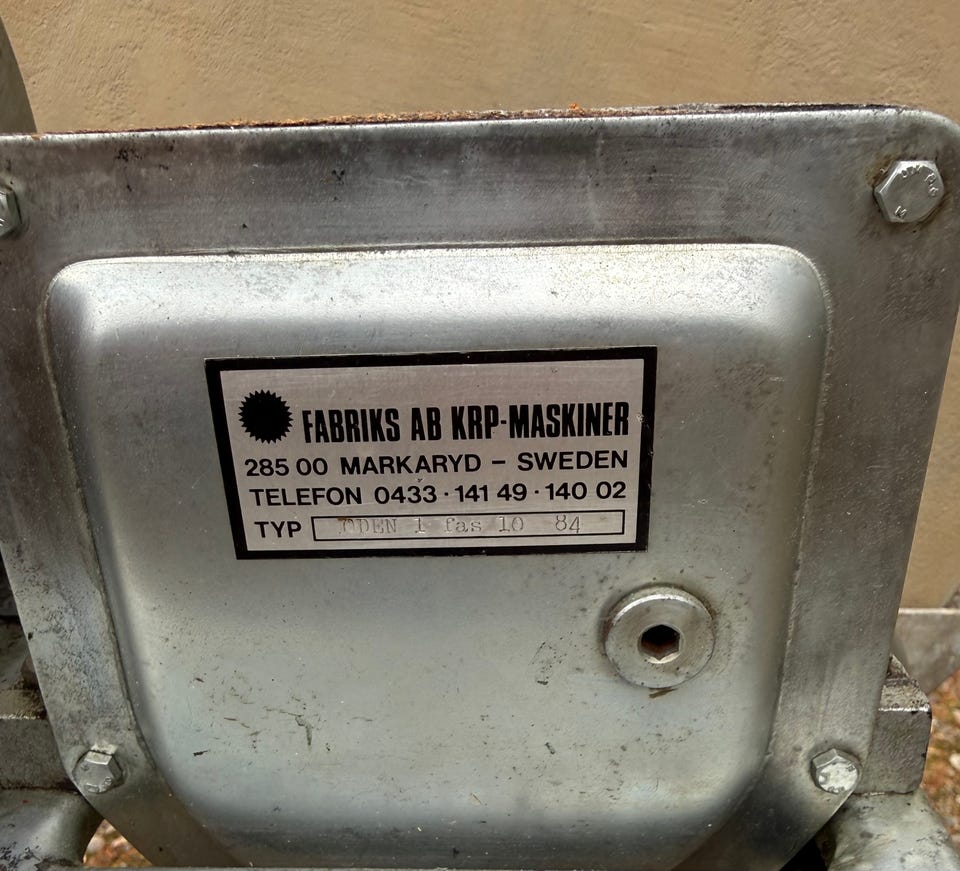 FABRIKS AB KRP-MASKINER
285 00 MARKARYD – SWEDEN
TELEFON 0433 · 141 49 · 140 02
TYP ODEN 1 fas 10 84